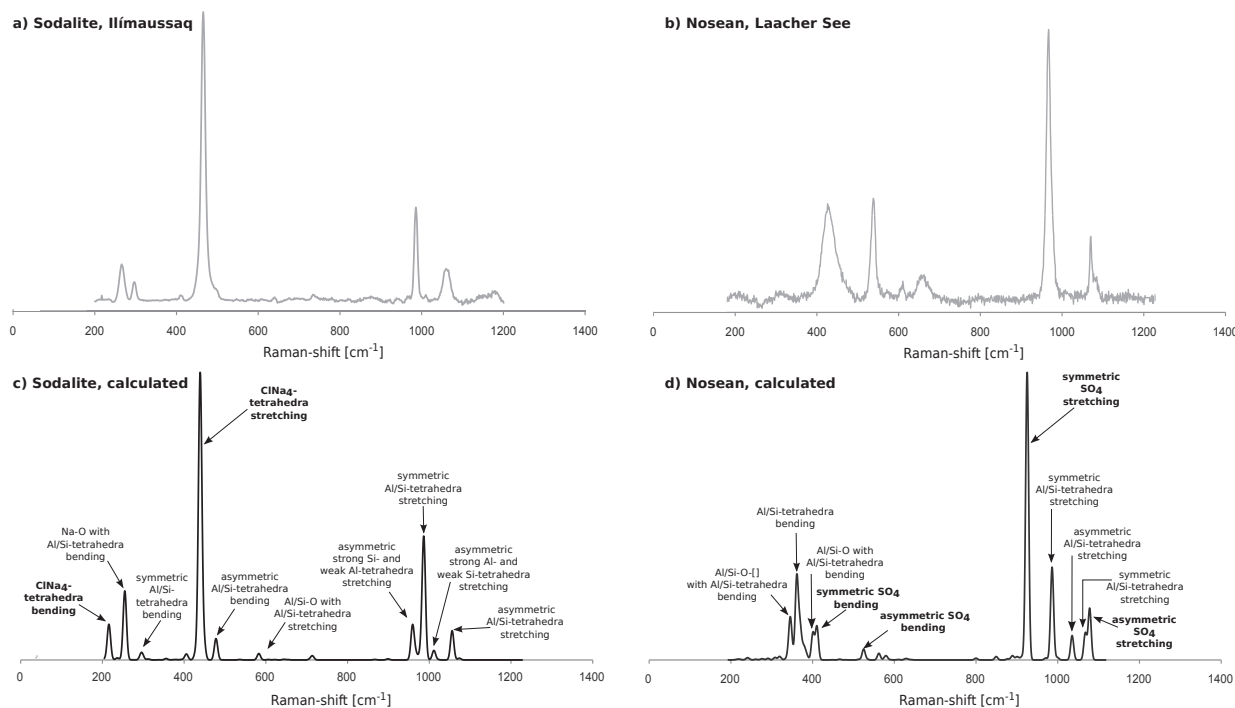 a) Sodalite, Ilímaussaq
0
200
400
600
800
1000
1200
1400
Raman-shift [cm-1]
b) Nosean, Laacher See
0
200
400
600
800
1000
1200
1400
Raman-shift [cm-1]
c) Sodalite, calculated
ClNa4-
tetrahedra
stretching
symmetric
Al/Si-tetrahedra
stretching
Na-O with
Al/Si-tetrahedra
bending
ClNa4-
tetrahedra
bending
symmetric
Al/Si-
tetrahedra
bending
asymmetric
Al/Si-tetrahedra
bending
Al/Si-O with
Al/Si-tetrahedra
stretching
asymmetric
strong Si- and
weak Al-tetrahedra
stretching
asymmetric
strong Al- and
weak Si-tetrahedra
stretching
asymmetric
Al/Si-tetrahedra
stretching
0
200
400
600
800
1000
1200
1400
Raman-shift [cm-1]
d) Nosean, calculated
symmetric
SO4
stretching
symmetric
Al/Si-tetrahedra
stretching
Al/Si-tetrahedra
bending
Al/Si-O with
Al/Si-tetrahedra
bending
Al/Si-O-[]
with Al/Si-tetrahedra
bending
symmetric SO4
bending
asymmetric SO4
bending
asymmetric
Al/Si-tetrahedra
stretching
symmetric
Al/Si-tetrahedra
stretching
asymmetric
SO4
stretching
0
200
400
600
800
1000
1200
1400
Raman-shift [cm-1]